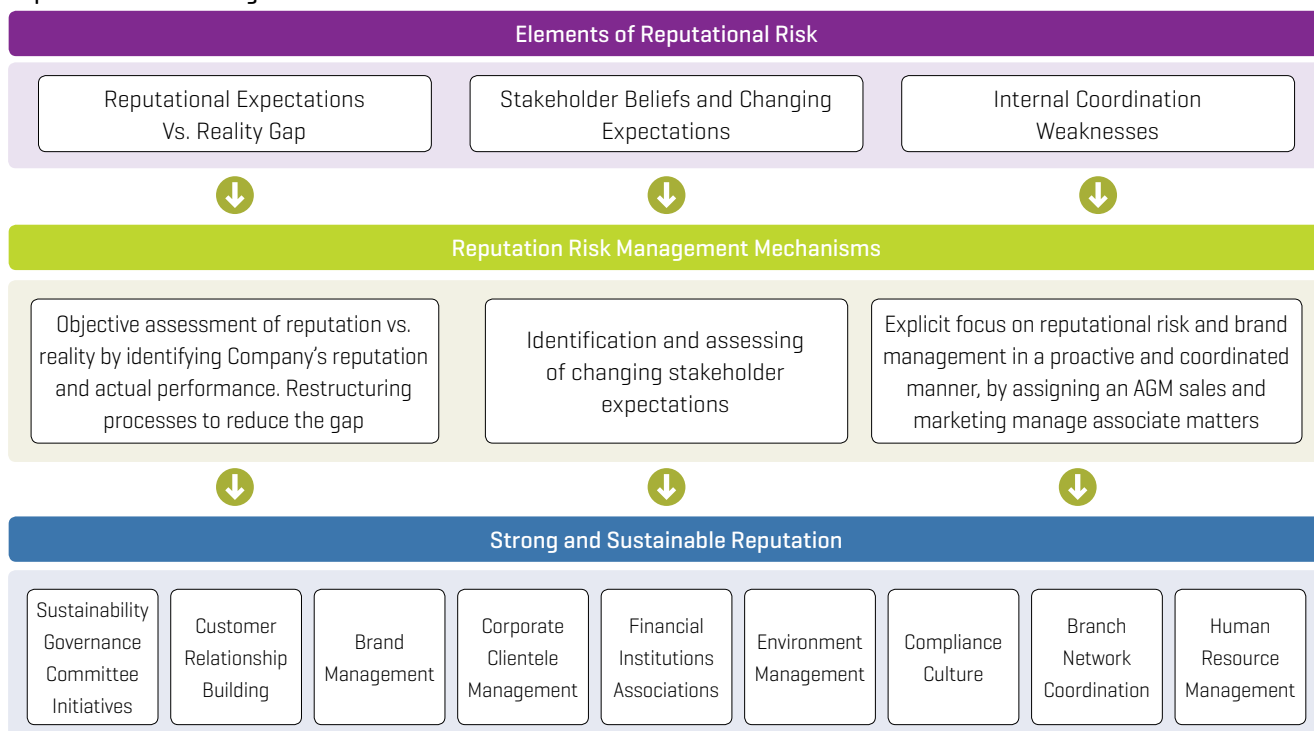 Elements of Reputational Risk
Reputational Expectations
Vs. Reality Gap
Stakeholder Beliefs and Changing
Expectations
Internal Coordination
Weaknesses
Reputation Risk Management Mechanisms
Objective assessment of reputation vs.
reality by identifying Company's reputation
and actual performance. Restructuring
processes to reduce the gap
Identification and assessing
of changing stakeholder
expectations
Explicit focus on reputational risk and brand
management in a proactive and coordinated
manner, by assigning an AGM sales and
marketing manage associate matters
Strong and Sustainable Reputation
Sustainability
Governance
Committee
Initiatives
Customer
Relationship
Building
Brand
Management
Corporate
Clientele
Management
Financial
Institutions
Associations
Environment
Management
Compliance
Culture
Branch
Network
Coordination
Human
Resource
Management